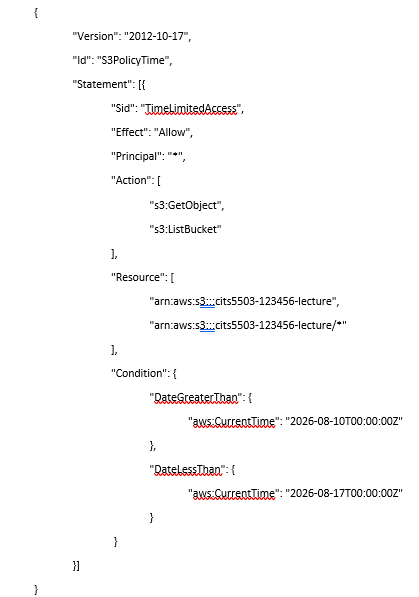 {
"Version": "2012-10-17",
"Id": "S3PolicyTime",
"Statement": [{
"Sid": "TimeLimitedAccess",
"Effect": "Allow",
"Principal": "*",
"Action": [
"s3:GetObject",
"s3:ListBucket"
],
"Resource": [
"arn:aws:s3:::cits5503-123456-lecture",
"arn:aws:s3:::cits5503-123456-lecture/*"
],
"Condition": {
"DateGreaterThan": {
"aws:CurrentTime": "2026-08-10T00:00:00Z"
},
"DateLessThan": {
"aws:CurrentTime": "2026-08-17T00:00:00Z"
}
}
}]
}